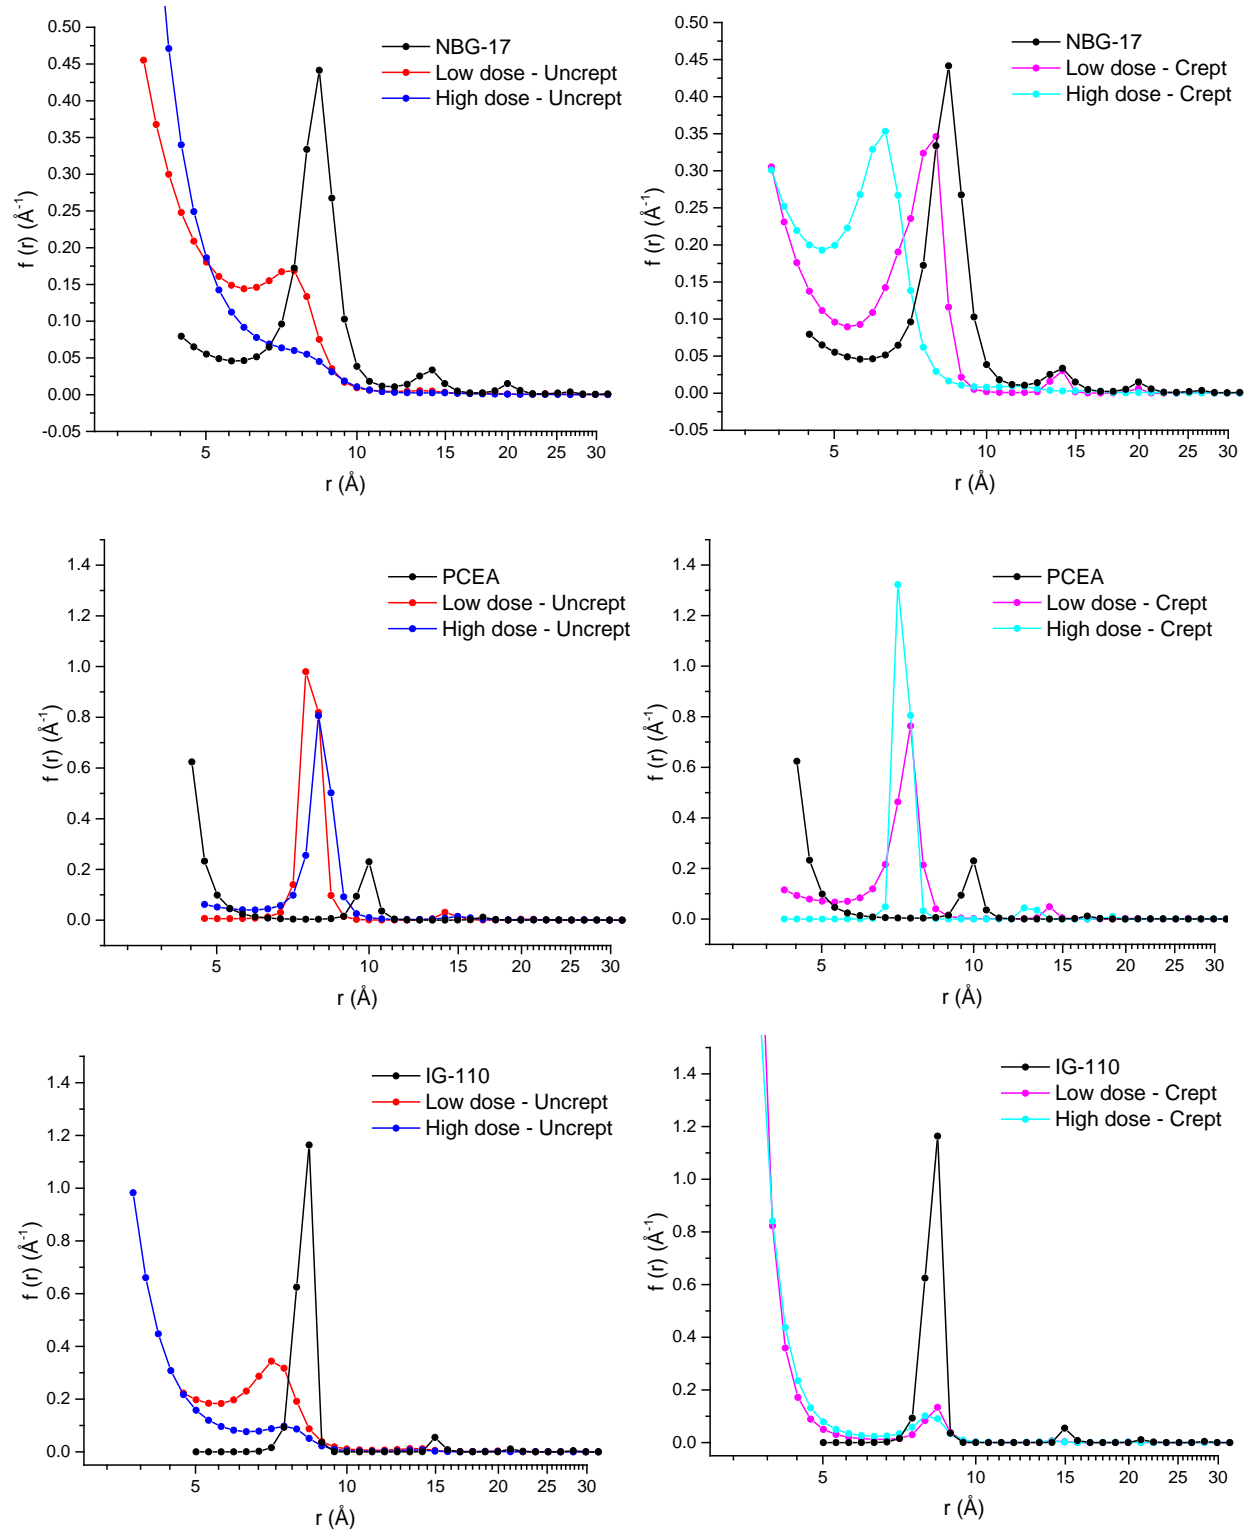 NBG-17
Low dose - Uncrept
High dose - Uncrept
0.50
0.45
0.40
0.35
0.30
0.25
0.20
0.15
0.10
0.05
0.00
-0.05
f (r) (Å⁻¹)
5 10 15 20 25 30
r (Å)
NBG-17
Low dose - Crept
High dose - Crept
0.50
0.45
0.40
0.35
0.30
0.25
0.20
0.15
0.10
0.05
0.00
-0.05
f (r) (Å⁻¹)
5 10 15 20 25 30
r (Å)
PCEA
Low dose - Uncrept
High dose - Uncrept
1.4
1.2
1.0
0.8
0.6
0.4
0.2
0.0
f (r) (Å⁻¹)
5 10 15 20 25 30
r (Å)
PCEA
Low dose - Crept
High dose - Crept
1.4
1.2
1.0
0.8
0.6
0.4
0.2
0.0
f (r) (Å⁻¹)
5 10 15 20 25 30
r (Å)
IG-110
Low dose - Uncrept
High dose - Uncrept
1.4
1.2
1.0
0.8
0.6
0.4
0.2
0.0
f (r) (Å⁻¹)
5 10 15 20 25 30
r (Å)
IG-110
Low dose - Crept
High dose - Crept
1.4
1.2
1.0
0.8
0.6
0.4
0.2
0.0
f (r) (Å⁻¹)
5 10 15 20 25 30
r (Å)